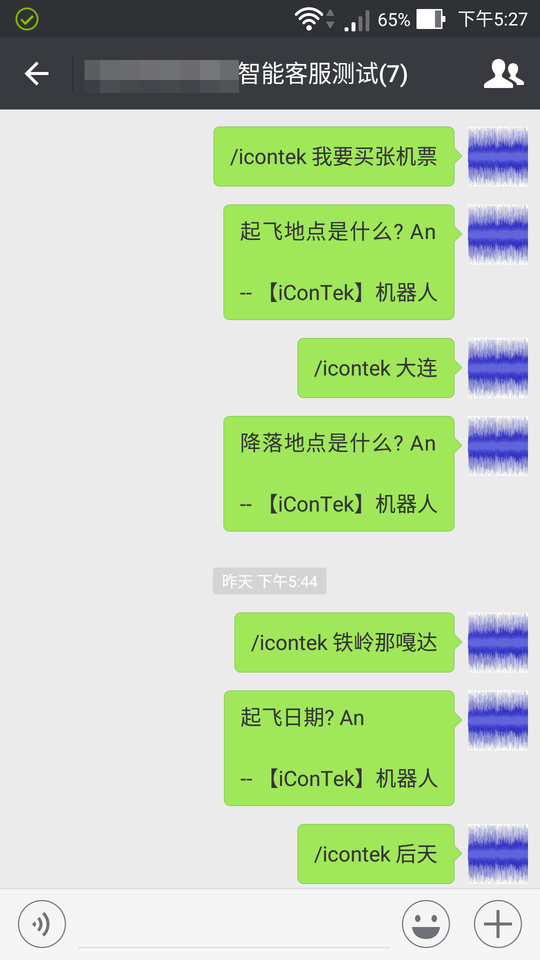 65% 下午5:27
智能客服测试(7)
/icontek 我要买张机票
起飞地点是什么? An
-- 【iConTek】机器人
/icontek 大连
降落地点是什么? An
-- 【iConTek】机器人
昨天 下午5:44
/icontek 铁岭那嘎达
起飞日期? An
-- 【iConTek】机器人
/icontek 后天